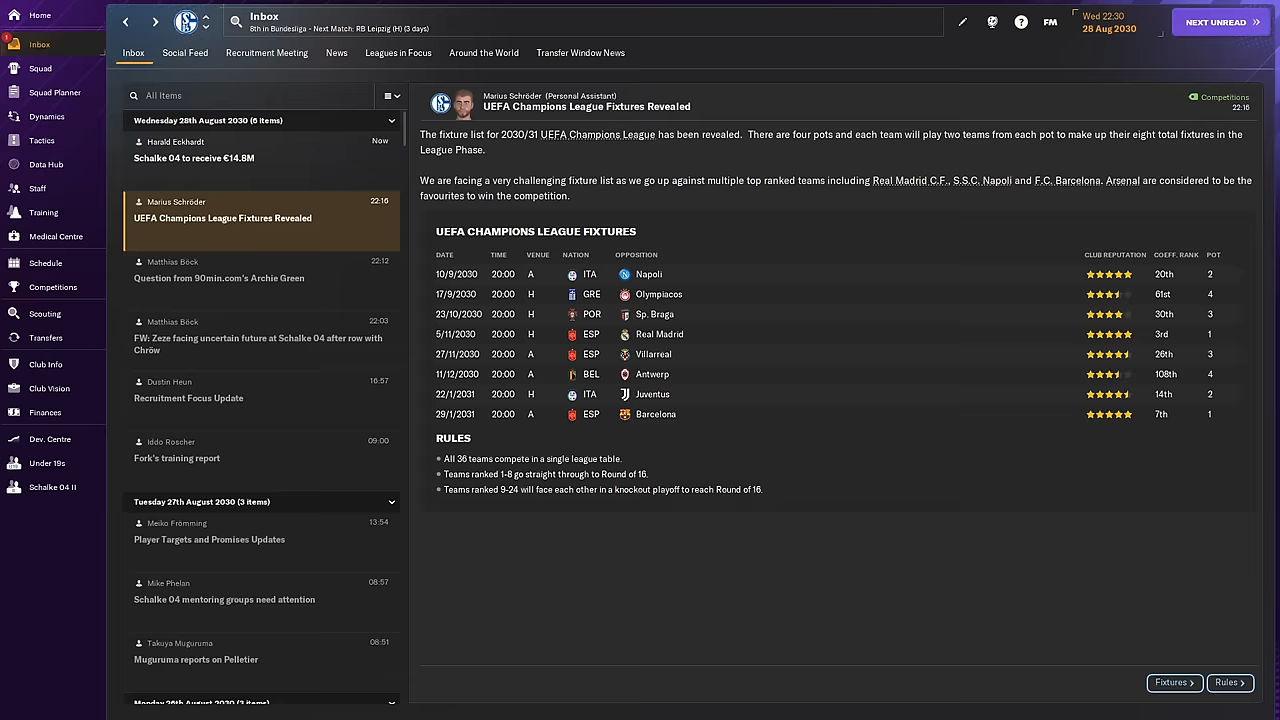 Home
Inbox
Squad
Squad Planner
Dynamics
Tactics
Data Hub
Staff
Training
Medical Centre
Schedule
Competitions
Scouting
Transfers
Club Info
Club Vision
Finances
Dev. Centre
Under 19s
Schalke 04 II
1
Inbox
8th in Bundesliga - Next Match: RB Leipzig (H) (3 days)
FM
Wed 22:30
28 Aug 2030
NEXT UNREAD
Inbox Social Feed Recruitment Meeting News Leagues in Focus Around the World Transfer Window News
All Items
Wednesday 28th August 2030 (6 items)
Harald Eckhardt Now
Schalke 04 to receive €14.8M
Marius Schröder 22:16
UEFA Champions League Fixtures Revealed
Matthias Böck 22:12
Question from 90min.com's Archie Green
Matthias Böck 22:03
FW: Zeze facing uncertain future at Schalke 04 after row with
Chröw
Dustin Heun 16:57
Recruitment Focus Update
Iddo Roscher 09:00
Fork's training report
Tuesday 27th August 2030 (3 items)
Meiko Frömming 13:54
Player Targets and Promises Updates
Mike Phelan 08:57
Schalke 04 mentoring groups need attention
Takuya Muguruma 08:51
Muguruma reports on Pelletier
Monday 26th August 2030 (3 items)
Marius Schröder (Personal Assistant)
UEFA Champions League Fixtures Revealed
Competitions
22:16
The fixture list for 2030/31 UEFA Champions League has been revealed. There are four pots and each team will play two teams from each pot to make up their eight total fixtures in the
League Phase.
We are facing a very challenging fixture list as we go up against multiple top ranked teams including Real Madrid C.F., S.S.C. Napoli and F.C. Barcelona. Arsenal are considered to be the
favourites to win the competition.
UEFA CHAMPIONS LEAGUE FIXTURES
DATE TIME VENUE NATION OPPOSITION CLUB REPUTATION COEFF. RANK POT
10/9/2030 20:00 A ITA Napoli 20th 2
17/9/2030 20:00 H GRE Olympiacos 61st 4
23/10/2030 20:00 H POR Sp. Braga 30th 3
5/11/2030 20:00 H ESP Real Madrid 3rd 1
27/11/2030 20:00 A ESP Villarreal 26th 3
11/12/2030 20:00 A BEL Antwerp 108th 4
22/1/2031 20:00 H ITA Juventus 14th 2
29/1/2031 20:00 A ESP Barcelona 7th 1
RULES
• All 36 teams compete in a single league table.
• Teams ranked 1-8 go straight through to Round of 16.
• Teams ranked 9-24 will face each other in a knockout playoff to reach Round of 16.
Fixtures Rules